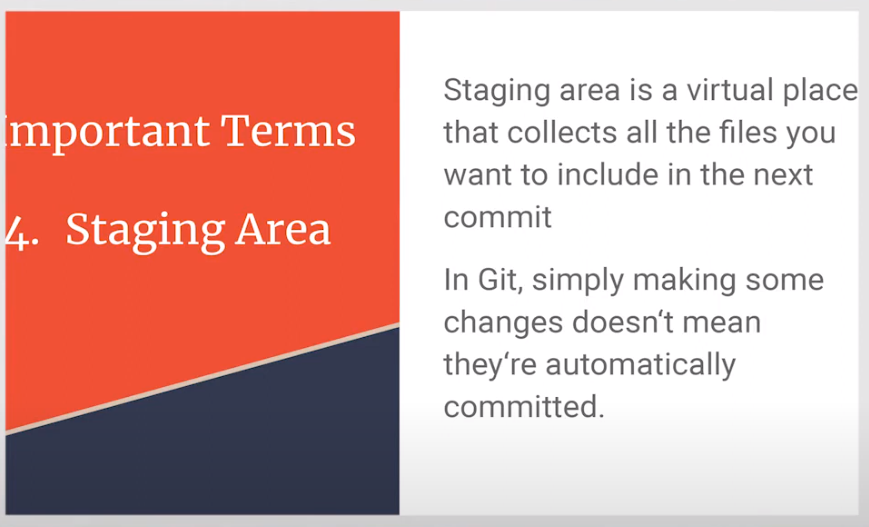 Important Terms
4. Staging Area
Staging area is a virtual place
that collects all the files you
want to include in the next
commit
In Git, simply making some
changes doesn‘t mean
they‘re automatically
committed.